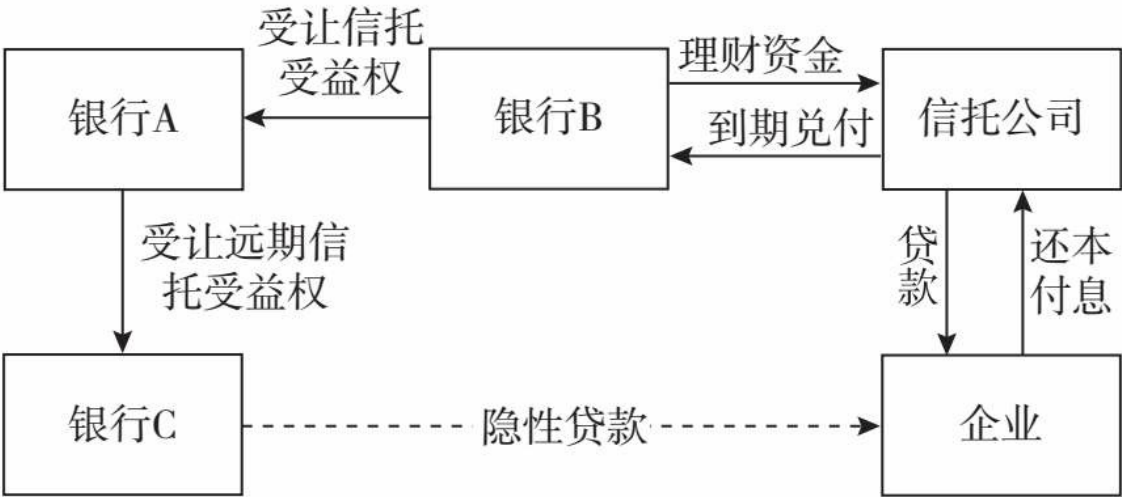 受让信托
受益权
理财资金
银行A
银行B
信托公司
到期兑付
受让远期信
托受益权
贷
款
还本
付息
银行C
隐性贷款
企业